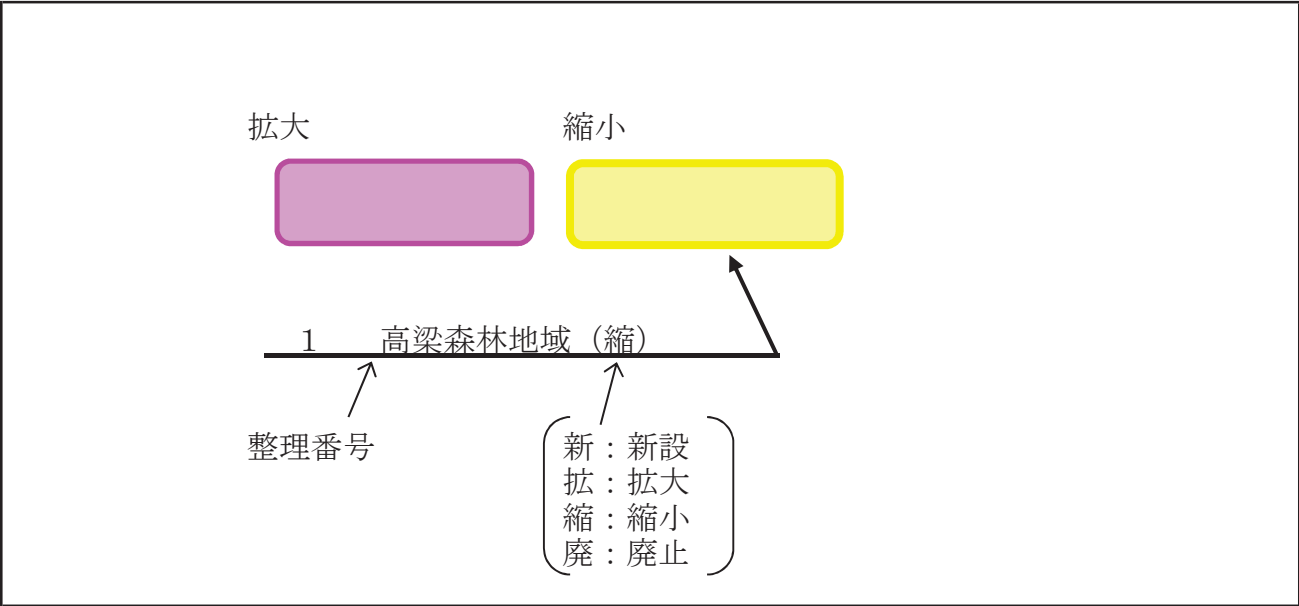 拡大 縮小
１ 高梁森林地域（縮）
整理番号
新：新設
拡：拡大
縮：縮小
廃：廃止